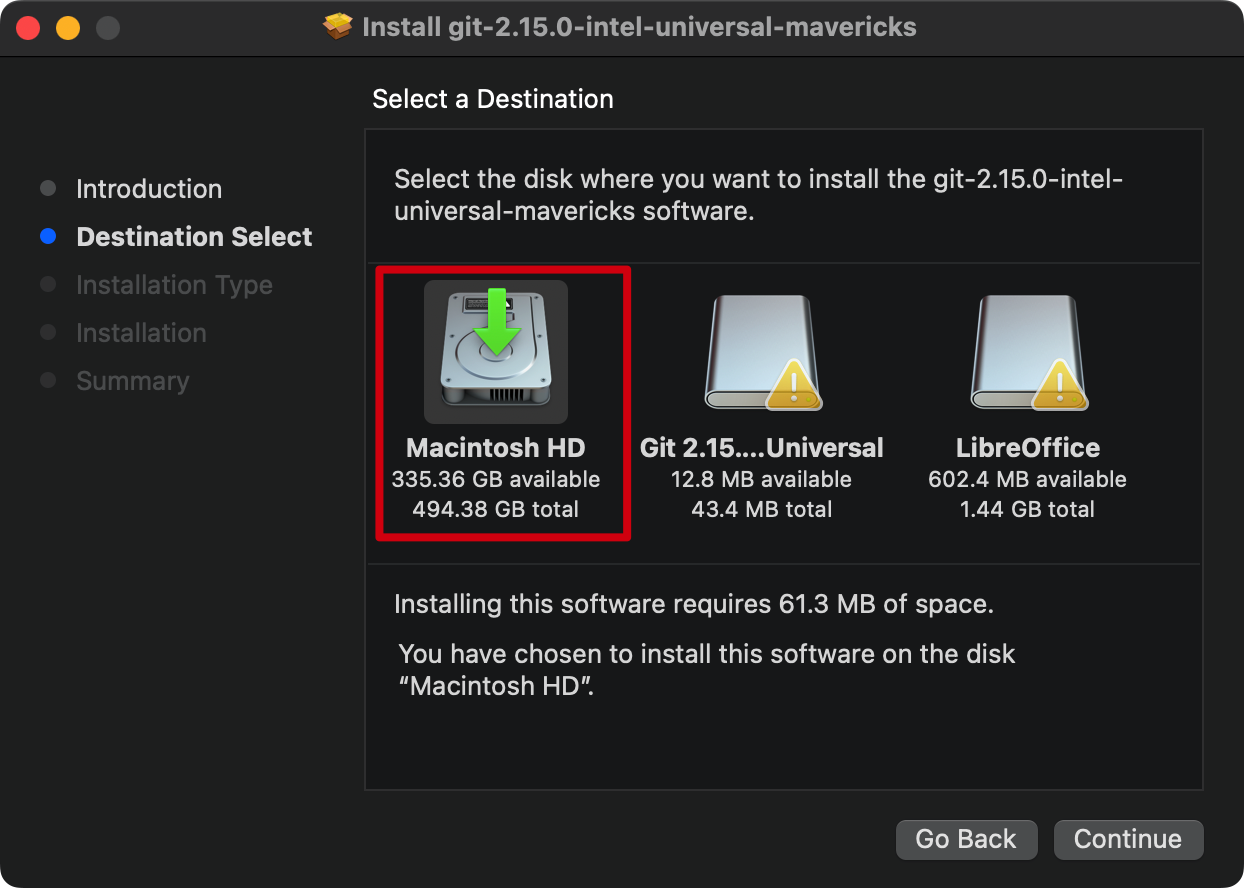 Install git-2.15.0-intel-universal-mavericks
Select a Destination
Introduction
Destination Select
Installation Type
Installation
Summary
Select the disk where you want to install the git-2.15.0-intel-
universal-mavericks software.
Macintosh HD
335.36 GB available
494.38 GB total
Git 2.15....Universal
12.8 MB available
43.4 MB total
LibreOffice
602.4 MB available
1.44 GB total
Installing this software requires 61.3 MB of space.
You have chosen to install this software on the disk
“Macintosh HD”.
Go Back
Continue